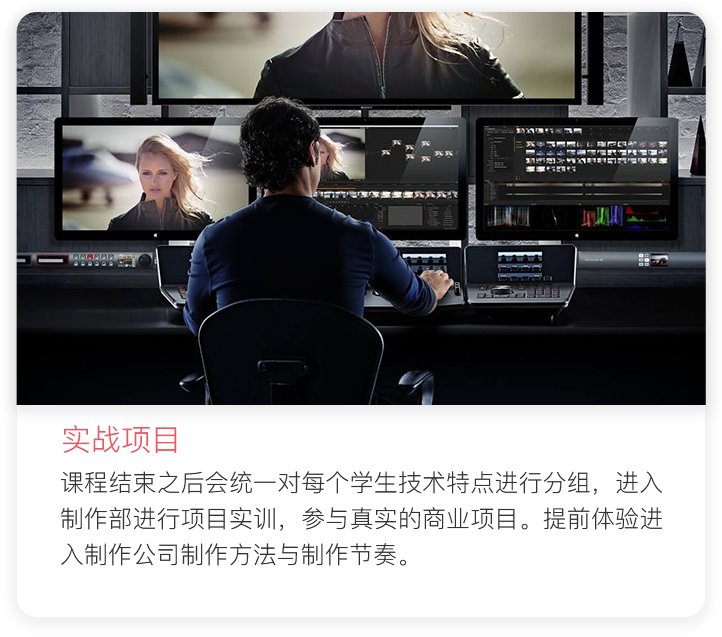 实战项目
课程结束之后会统一对每个学生技术特点进行分组，进入
制作部进行项目实训，参与真实的商业项目。提前体验进
入制作公司制作方法与制作节奏。